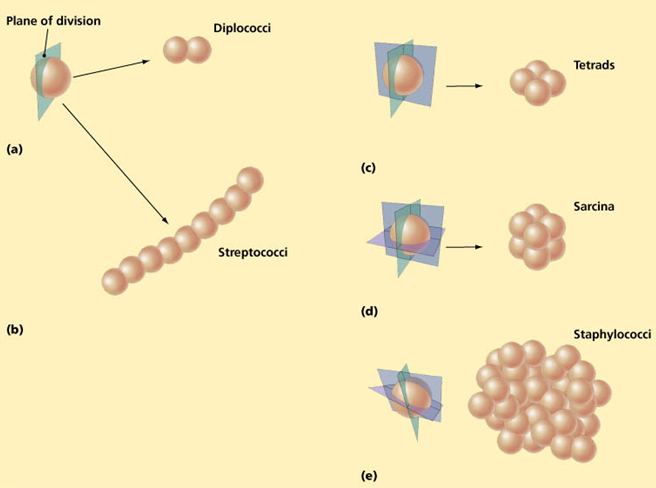 Plane of division
Diplococci
(a)
Streptococci
(b)
Tetrads
(c)
Sarcina
(d)
Staphylococci
(e)